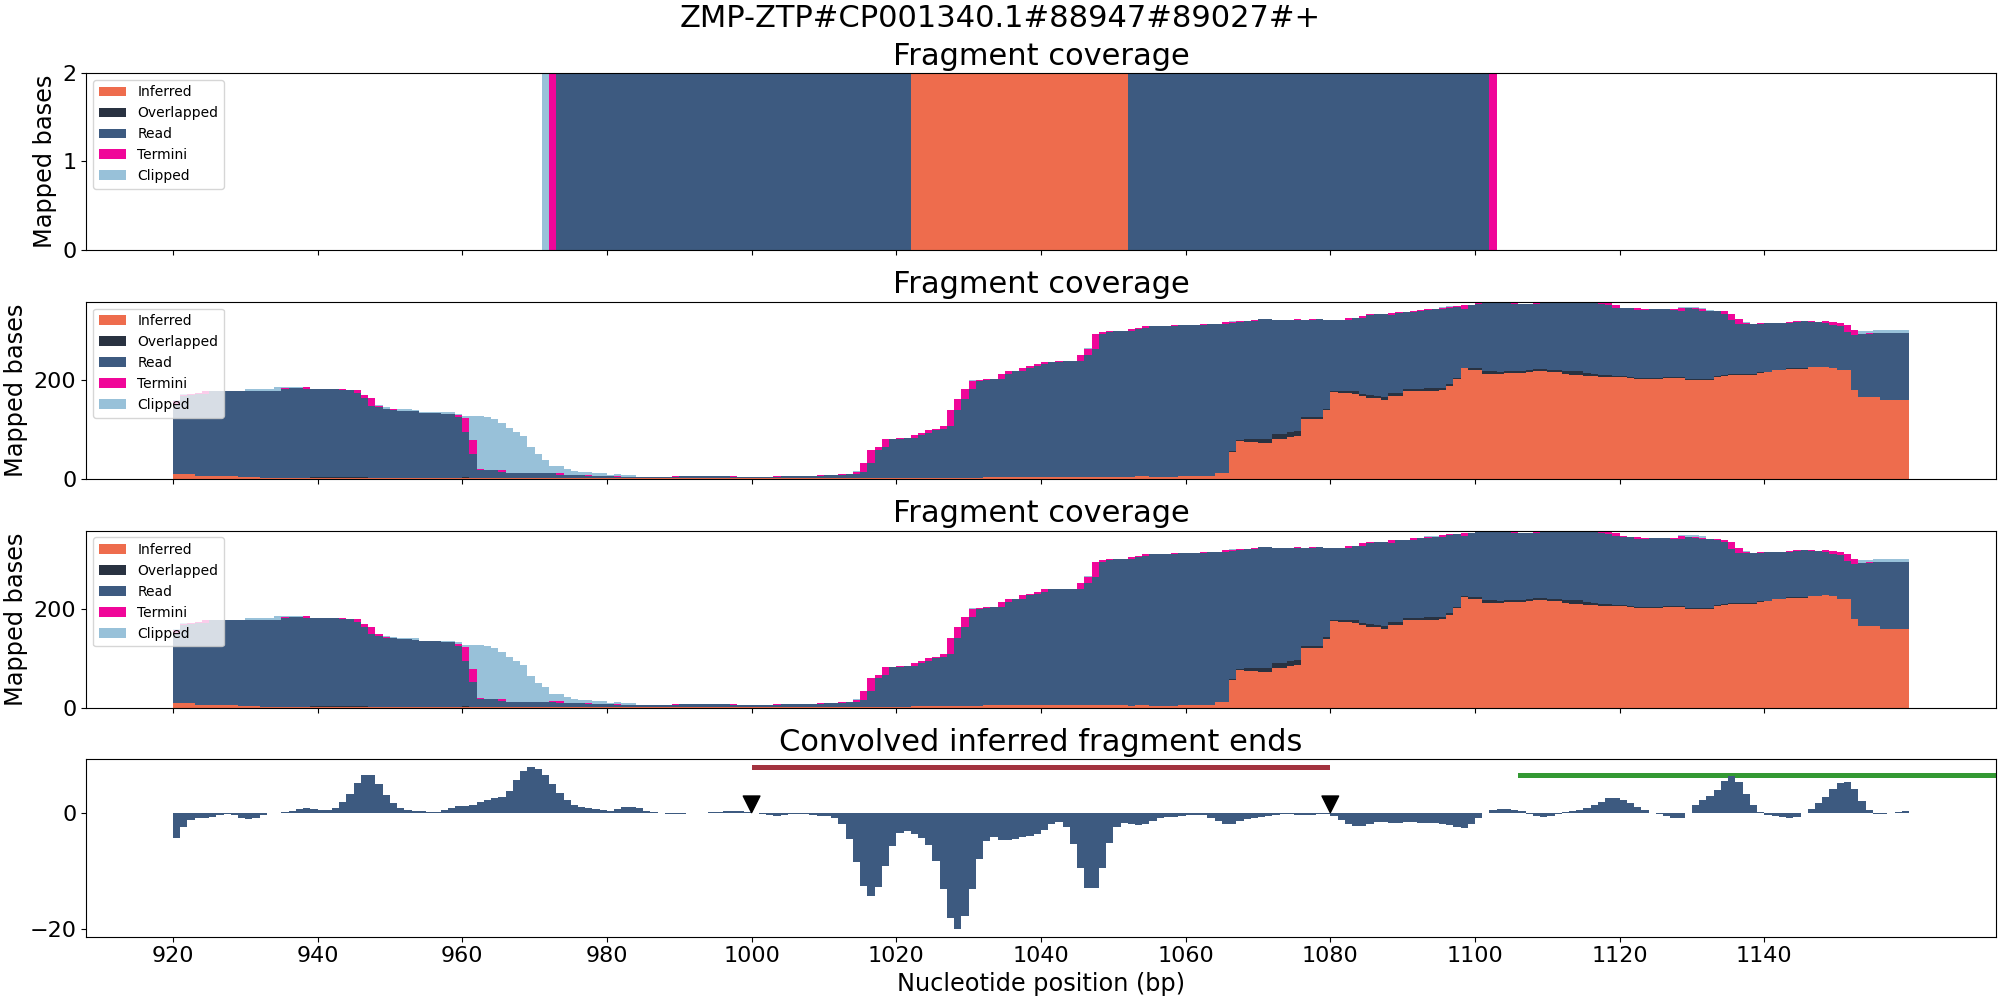 ZMP-ZTP#CP001340.1#88947#89027#+
Fragment coverage
Mapped bases
2
1
0
Inferred
Overlapped
Read
Termini
Clipped
Fragment coverage
Mapped bases
200
0
Inferred
Overlapped
Read
Termini
Clipped
Fragment coverage
Mapped bases
200
0
Inferred
Overlapped
Read
Termini
Clipped
Convolved inferred fragment ends
0
−20
920 940 960 980 1000 1020 1040 1060 1080 1100 1120 1140
Nucleotide position (bp)